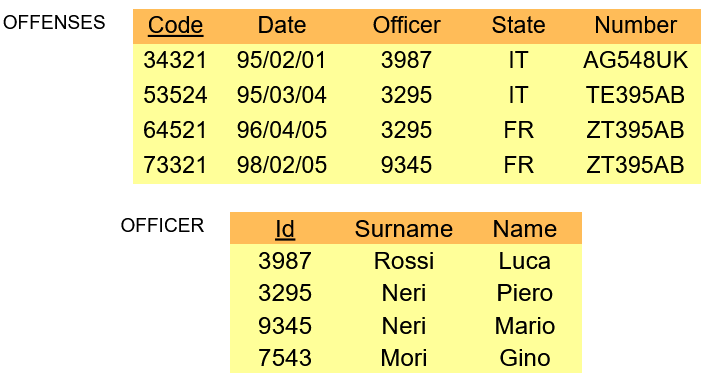 OFFENSES Code Date Officer State Number
34321 95/02/01 3987 IT AG548UK
53524 95/03/04 3295 IT TE395AB
64521 96/04/05 3295 FR ZT395AB
73321 98/02/05 9345 FR ZT395AB
OFFICER Id Surname Name
3987 Rossi Luca
3295 Neri Piero
9345 Neri Mario
7543 Mori Gino